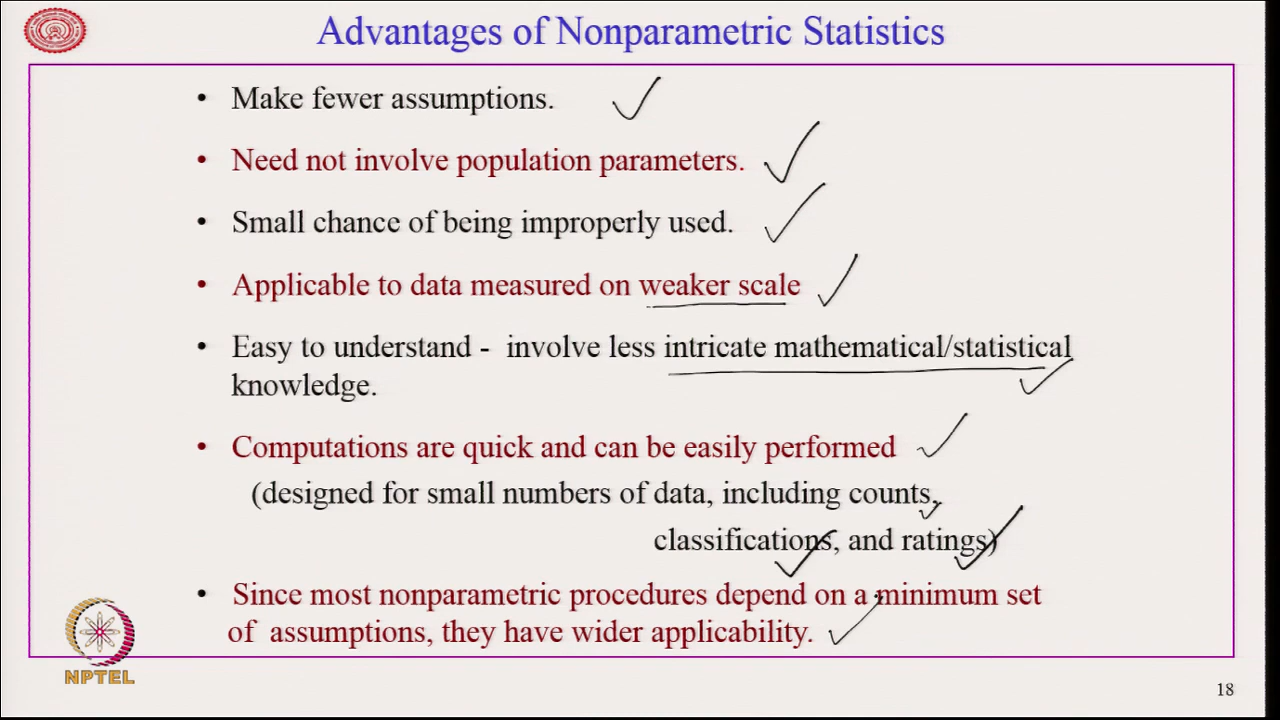 Advantages of Nonparametric Statistics
• Make fewer assumptions.
• Need not involve population parameters.
• Small chance of being improperly used.
• Applicable to data measured on weaker scale
• Easy to understand - involve less intricate mathematical/statistical
knowledge.
• Computations are quick and can be easily performed
(designed for small numbers of data, including counts,
classifications, and ratings)
• Since most nonparametric procedures depend on a minimum set
of assumptions, they have wider applicability.
NPTEL
18